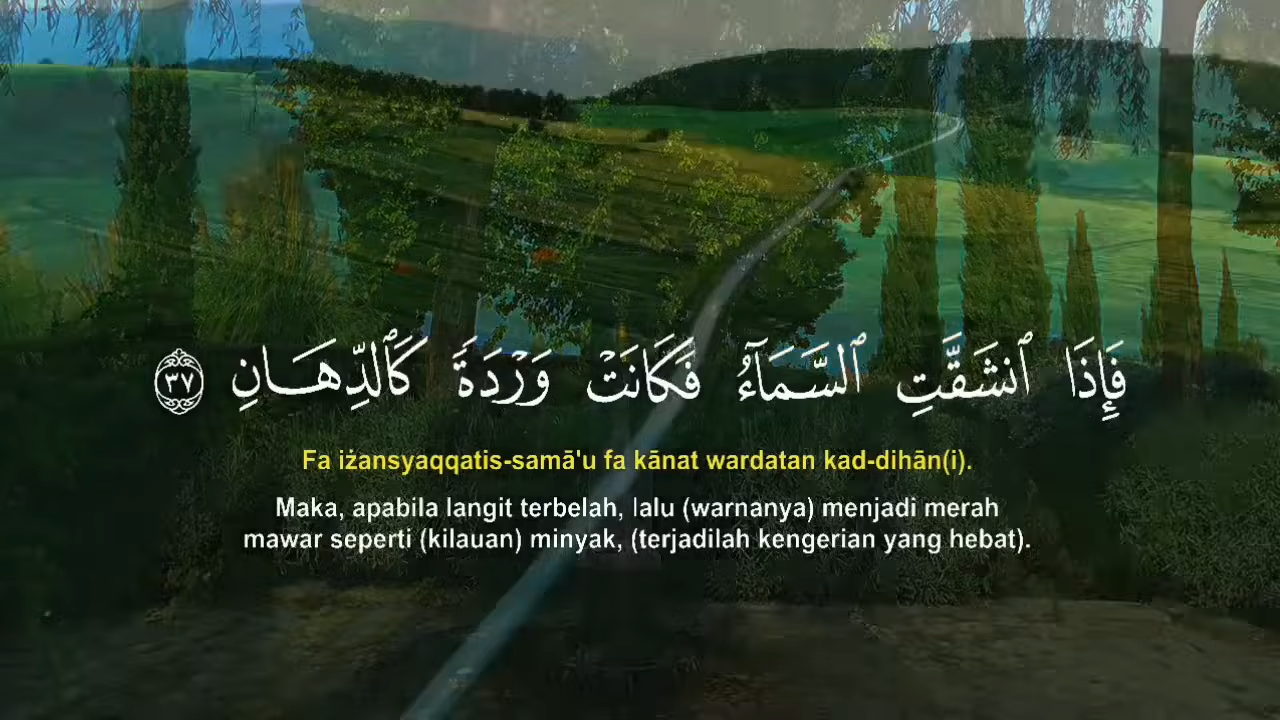 فَإِذَا ٱنشَقَّتِ ٱلسَّمَآءُ فَكَانَتْ وَرْدَةً كَٱلدِّهَانِ ٣٧
Fa iżansyaqqatis-samā'u fa kānat wardatan kad-dihān(i).
Maka, apabila langit terbelah, lalu (warnanya) menjadi merah
mawar seperti (kilauan) minyak, (terjadilah kengerian yang hebat).